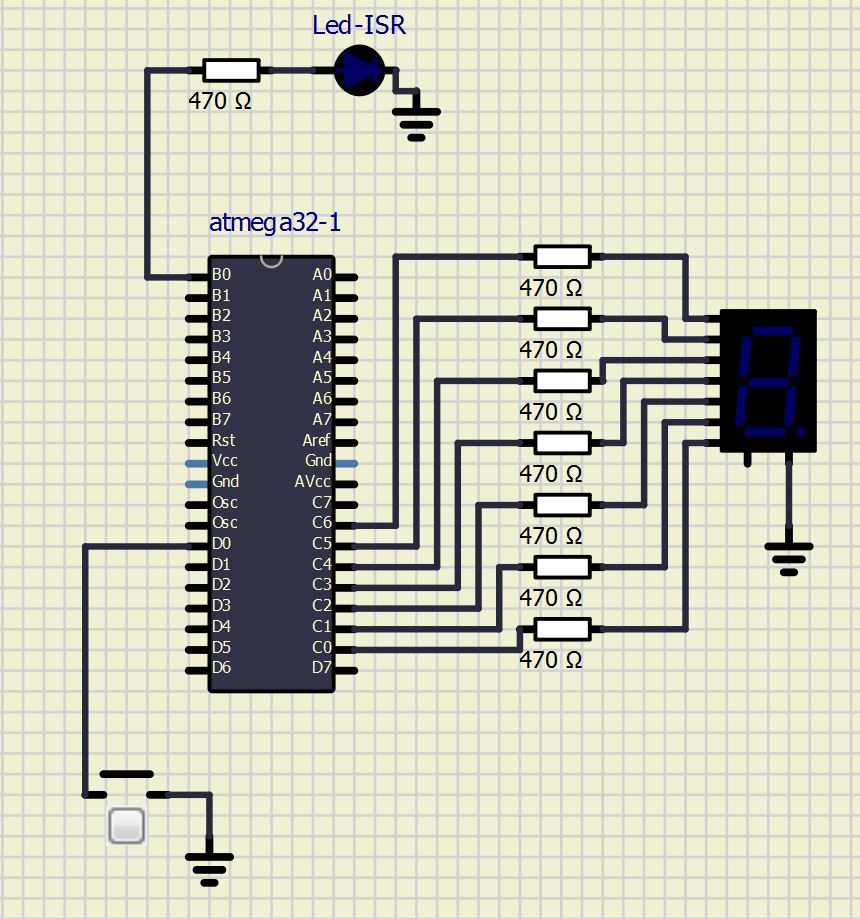 Led-ISR
470 Ω
atmega32-1
B0 A0
B1 A1
B2 A2
B3 A3
B4 A4
B5 A5
B6 A6
B7 A7
Rst Aref
Vcc Gnd
Gnd AVcc
Osc C7
Osc C6
D0 C5
D1 C4
D2 C3
D3 C2
D4 C1
D5 C0
D6 D7
470 Ω
470 Ω
470 Ω
470 Ω
470 Ω
470 Ω
470 Ω